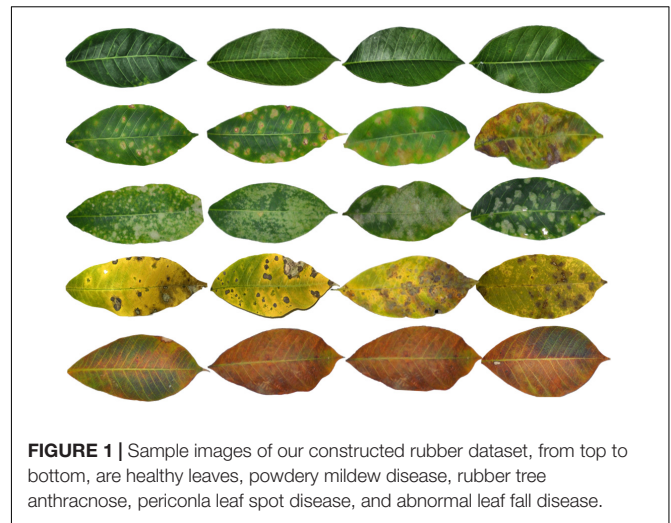 FIGURE 1 | Sample images of our constructed rubber dataset, from top to
bottom, are healthy leaves, powdery mildew disease, rubber tree
anthracnose, periconla leaf spot disease, and abnormal leaf fall disease.